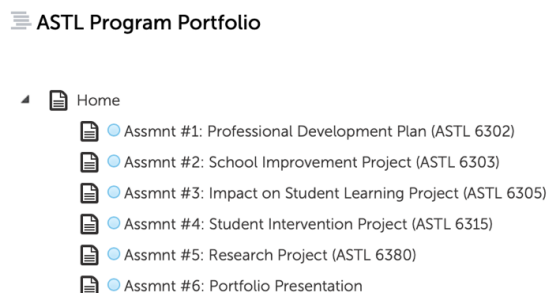 ASTL Program Portfolio
Home
Assmnt #1: Professional Development Plan (ASTL 6302)
Assmnt #2: School Improvement Project (ASTL 6303)
Assmnt #3: Impact on Student Learning Project (ASTL 6305)
Assmnt #4: Student Intervention Project (ASTL 6315)
Assmnt #5: Research Project (ASTL 6380)
Assmnt #6: Portfolio Presentation